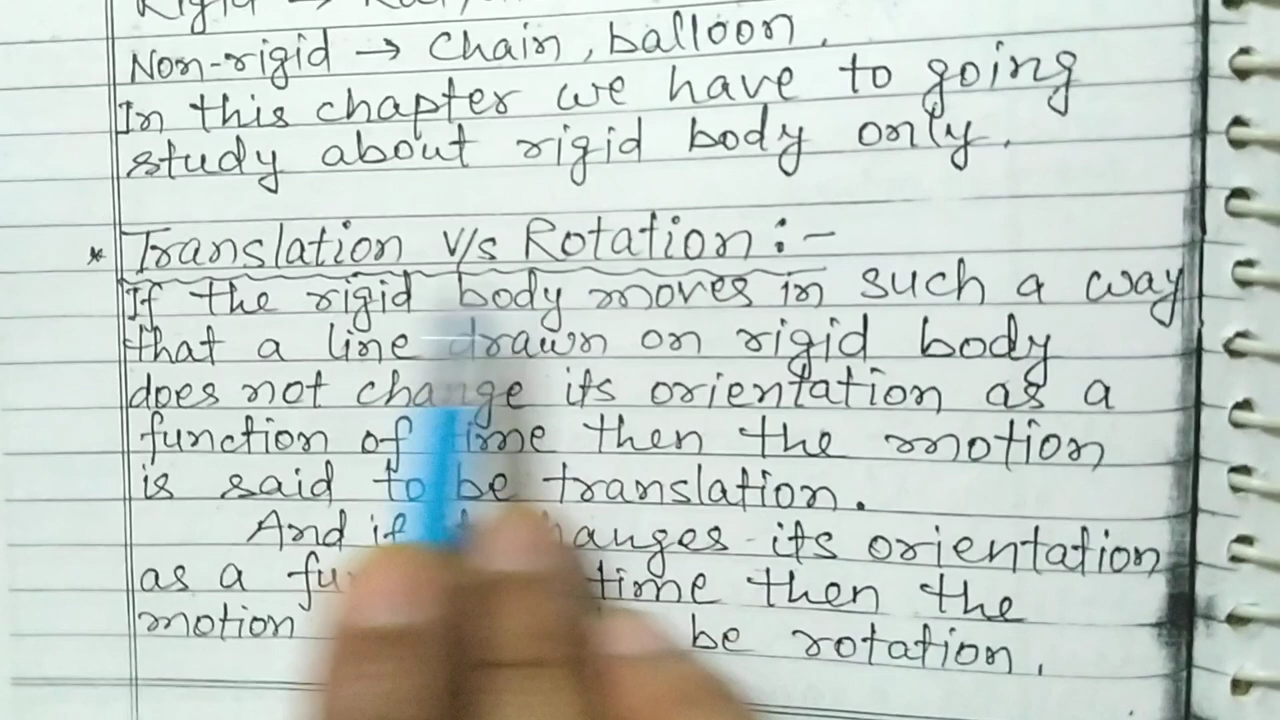 Rigid →
Non-rigid → Chain, balloon.
In this chapter we have to going
study about rigid body only.
* Translation v/s Rotation :-
If the rigid body moves in such a way
that a line drawn on rigid body
does not change its orientation as a
function of time then the motion
is said to be translation.
And if changes its orientation
as a time then the
motion be rotation.